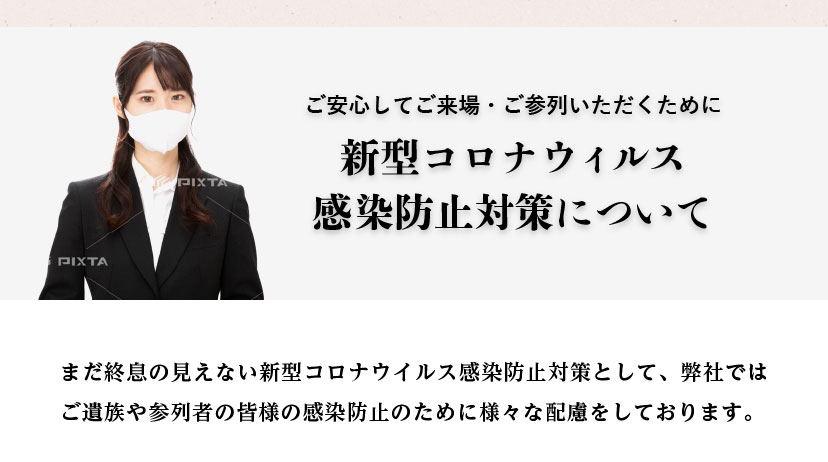 ご安心してご来場・ご参列いただくために
新型コロナウィルス
感染防止対策について
PIXTA
PIXTA
まだ終息の見えない新型コロナウイルス感染防止対策として、弊社では
ご遺族や参列者の皆様の感染防止のために様々な配慮をしております。